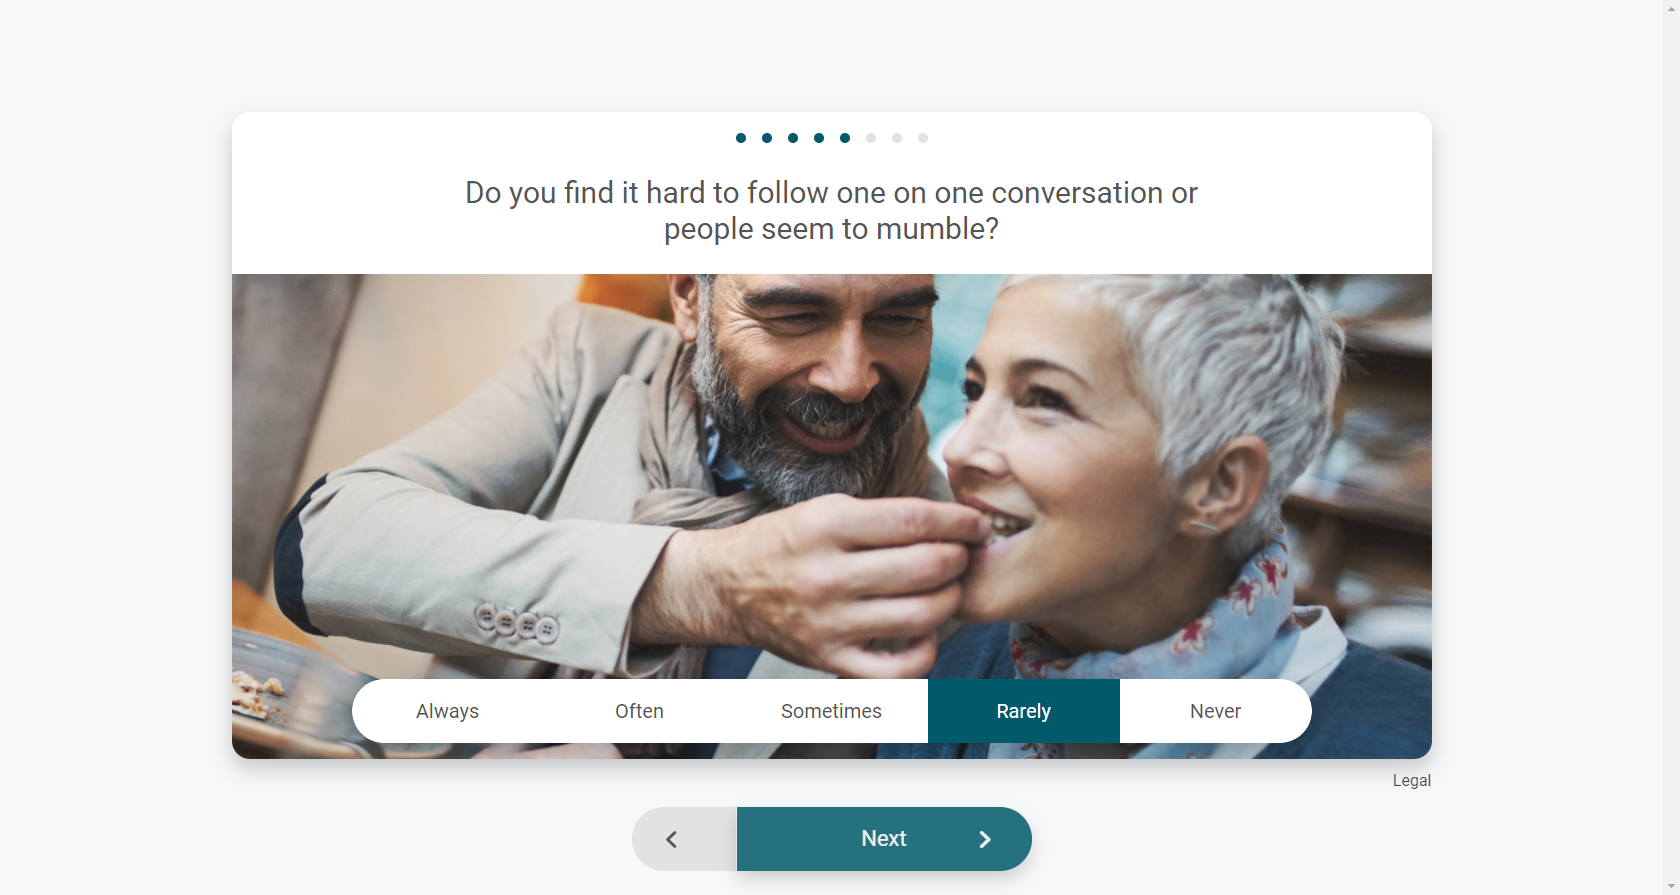 Do you find it hard to follow one on one conversation or
people seem to mumble?
Always Often Sometimes Rarely Never
Legal
Next